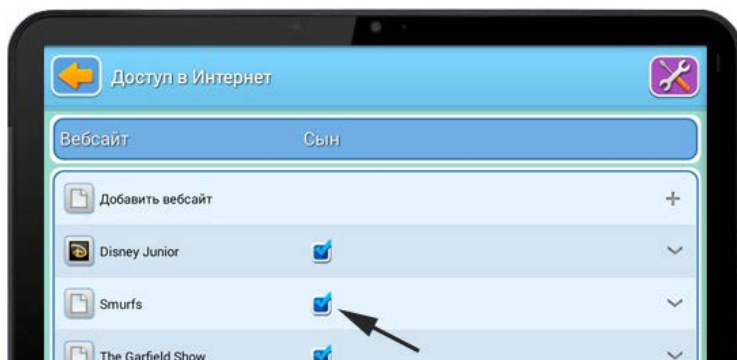 Доступ в Интернет
Вебсайт Сын
Добавить вебсайт
Disney Junior
Smurfs
The Garfield Show